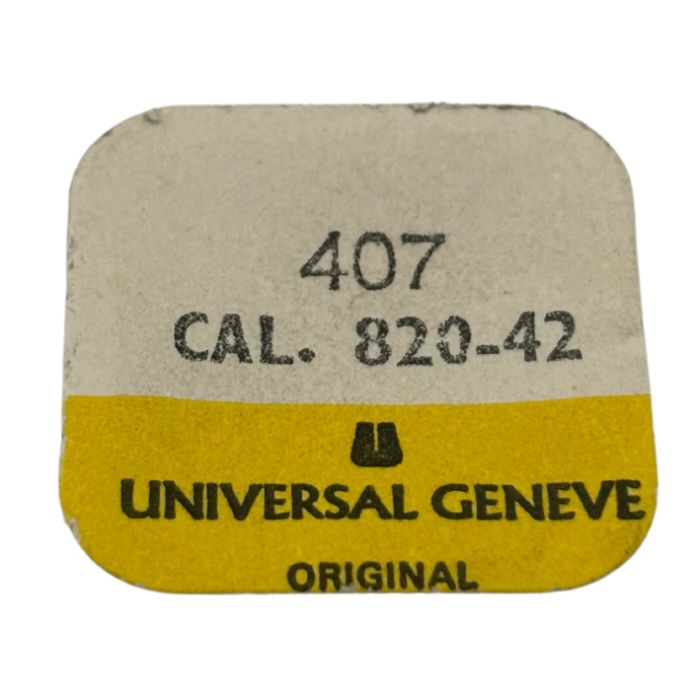 407
CAL. 820-42
UNIVERSAL GENEVE
ORIGINAL